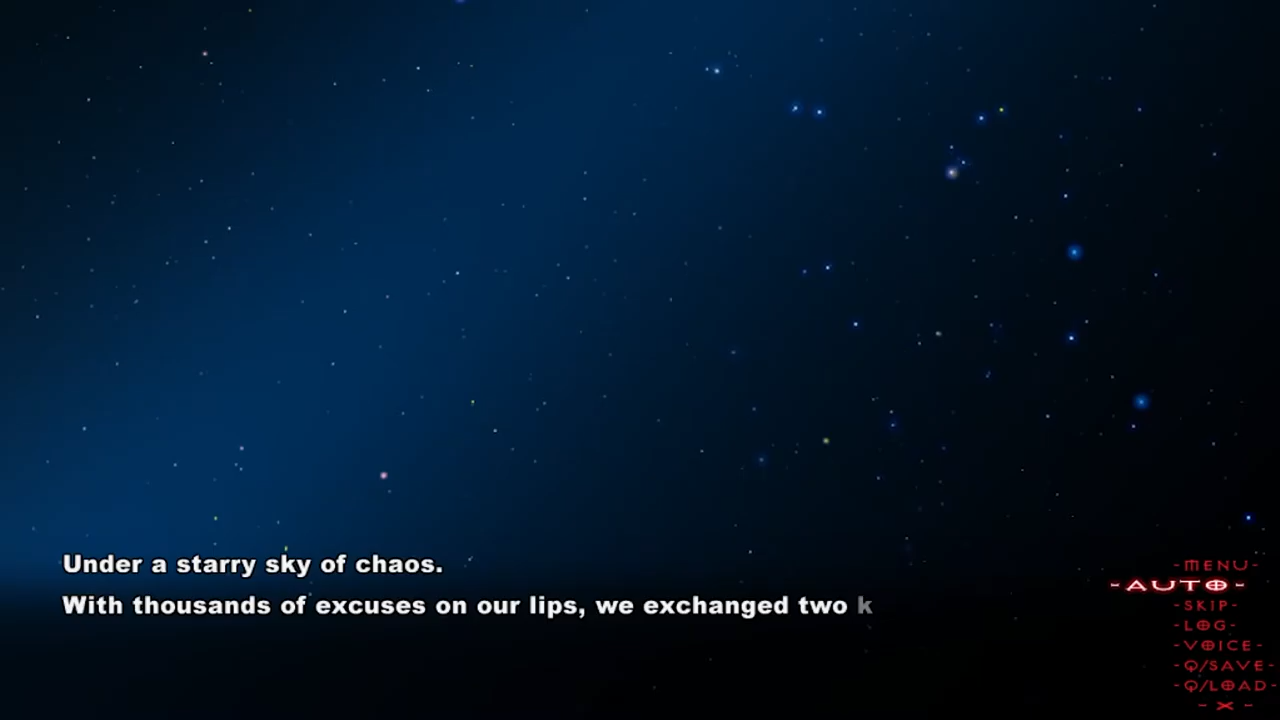 Under a starry sky of chaos.
With thousands of excuses on our lips, we exchanged two k
-MENU-
-AUTO-
-SKIP-
-LOG-
-VOICE-
-Q/SAVE-
-Q/LOAD-
-X-